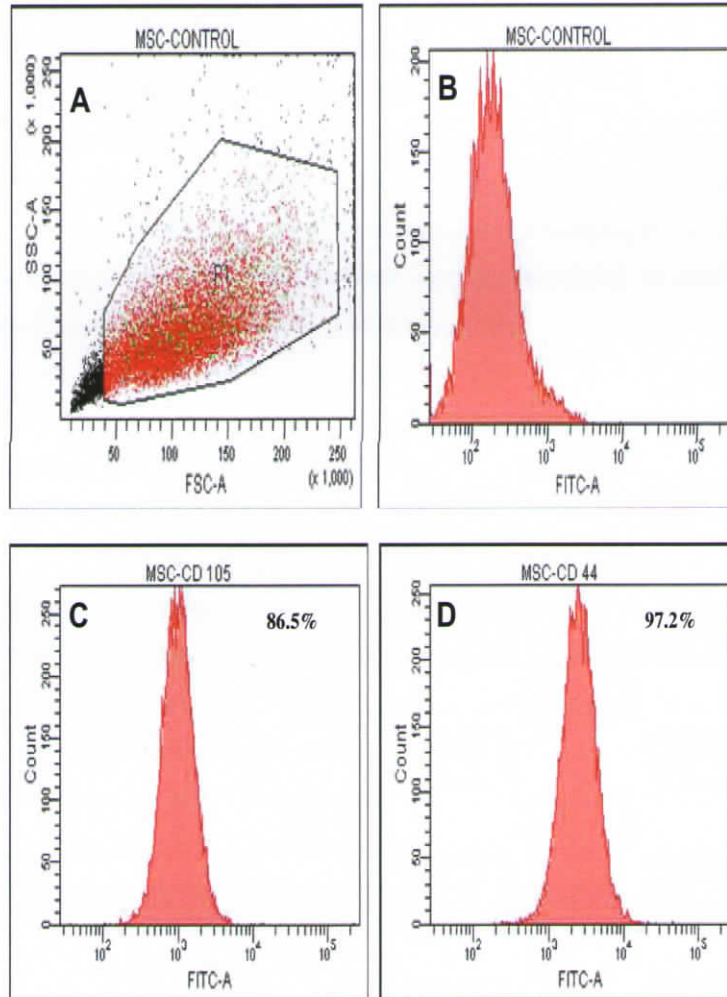 MSC-CONTROL
A
SSC-A
(x 1,000)
250
200
150
100
50
P1
50 100 150 200 250
FSC-A
(x 1,000)
MSC-CONTROL
B
Count
200
150
100
50
0
10² 10³ 10⁴ 10⁵
FITC-A
MSC-CD 105
C
86.5%
Count
250
200
150
100
50
0
10² 10³ 10⁴ 10⁵
FITC-A
MSC-CD 44
D
97.2%
Count
250
200
150
100
50
0
10² 10³ 10⁴ 10⁵
FITC-A